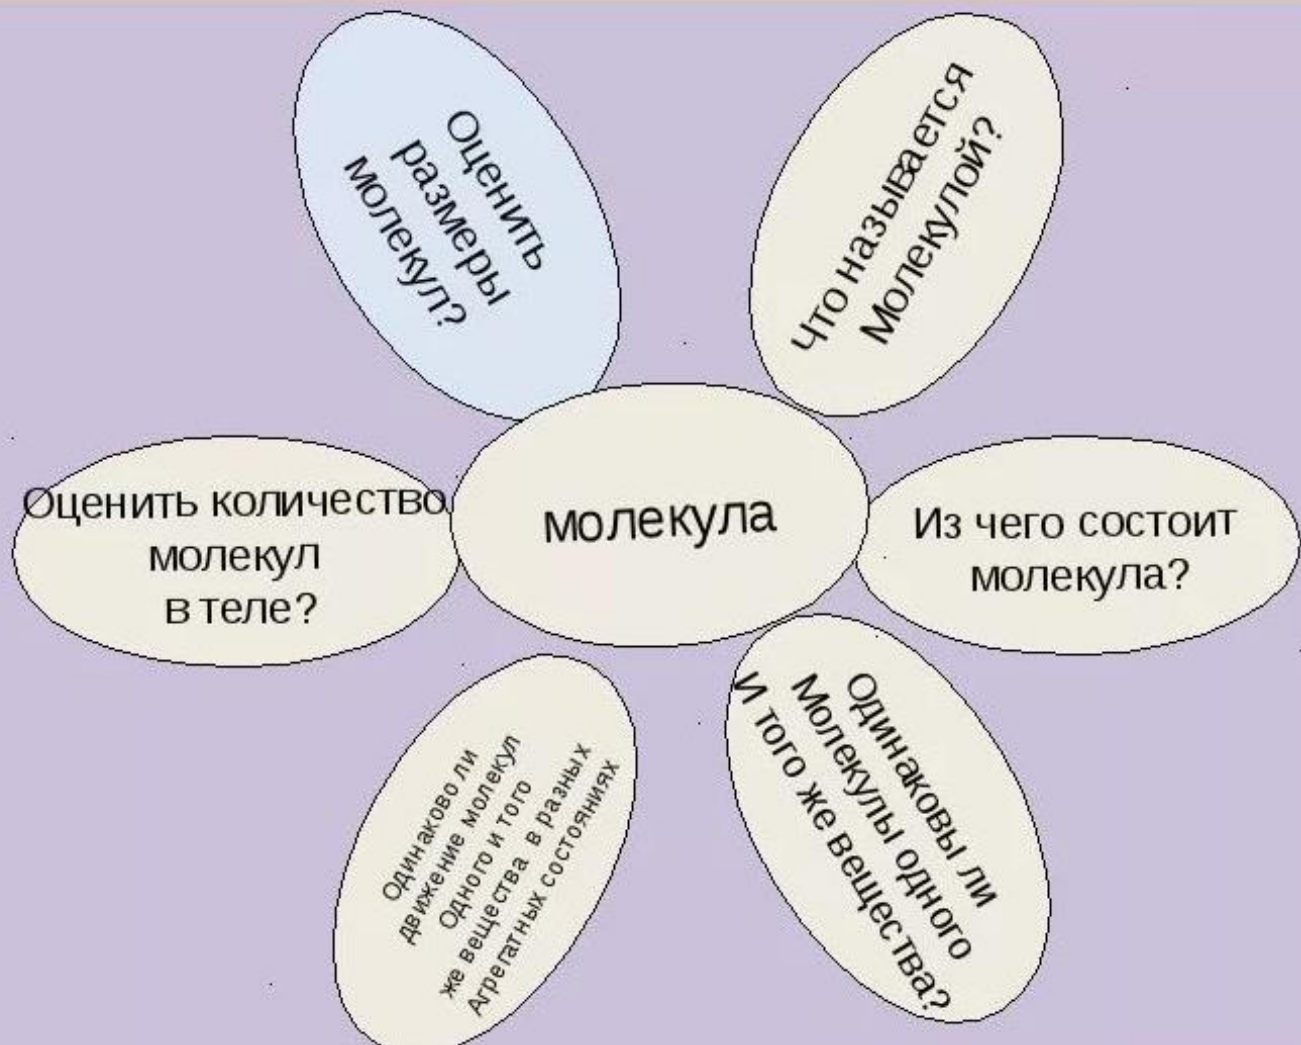 Оценить
размеры
молекул?
Что называется
Молекулой?
Оценить количество
молекул
в теле?
молекула
Из чего состоит
молекула?
Одинаково ли
движение молекул
Одного и того
же вещества в разных
Агрегатных состояниях
Одинаковы ли
Молекулы одного
И того же вещества?